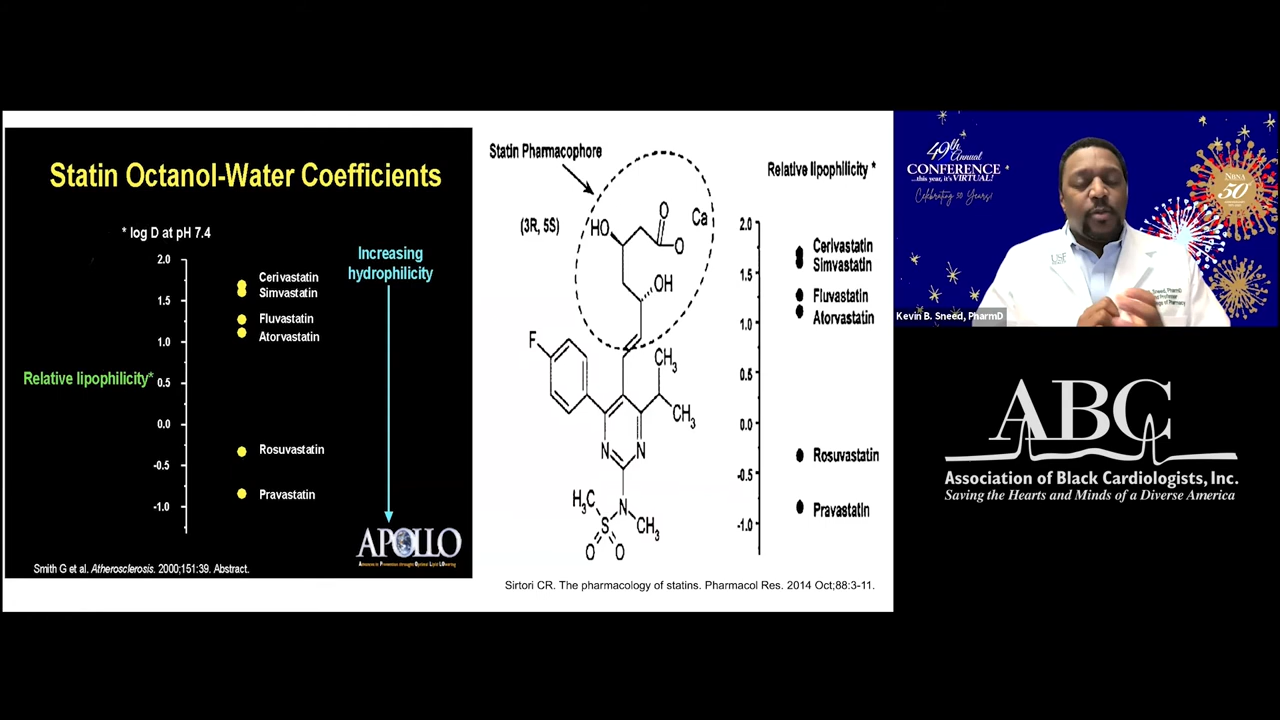 Statin Octanol-Water Coefficients
* log D at pH 7.4
Increasing
hydrophilicity
2.0
Cerivastatin
1.5
Simvastatin
Fluvastatin
1.0
Atorvastatin
Relative lipophilicity*
0.5
0.0
Rosuvastatin
-0.5
Pravastatin
-1.0
APOLLO
Smith G et al. Atherosclerosis. 2000;151:39. Abstract.
Statin Pharmacophore
(3R, 5S)
HO
O
O
Ca
OH
F
CH3
CH3
N
N
H3C
N
S
CH3
O
O
Relative lipophilicity *
2.0
Cerivastatin
Simvastatin
1.5
Fluvastatin
1.0
Atorvastatin
0.5
0.0
Rosuvastatin
-0.5
Pravastatin
-1.0
Sirtori CR. The pharmacology of statins. Pharmacol Res. 2014 Oct;88:3-11.
49th Annual
CONFERENCE
...this year, it's VIRTUAL!
Celebrating 50 Years!
NBNA
50
USF
Kevin B. Sneed, PharmD
ABC
Association of Black Cardiologists, Inc.
Saving the Hearts and Minds of a Diverse America